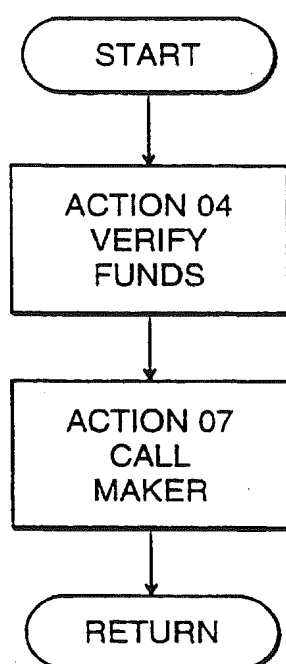 START
ACTION 04
VERIFY
FUNDS
ACTION 07
CALL
MAKER
RETURN